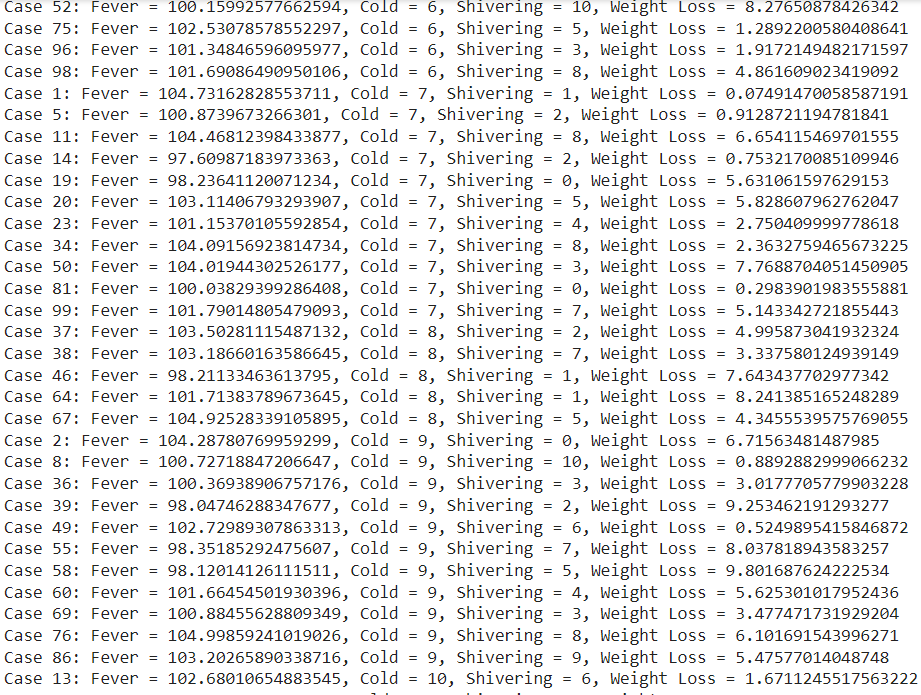 Case 52: Fever = 100.15992577662594, Cold = 6, Shivering = 10, Weight Loss = 8.27650878426342
Case 75: Fever = 102.53078578552297, Cold = 6, Shivering = 5, Weight Loss = 1.2892200580408641
Case 96: Fever = 101.34846596095977, Cold = 6, Shivering = 3, Weight Loss = 1.9172149482171597
Case 98: Fever = 101.69086490950106, Cold = 6, Shivering = 8, Weight Loss = 4.861609023419092
Case 1: Fever = 104.73162828553711, Cold = 7, Shivering = 1, Weight Loss = 0.07491470058587191
Case 5: Fever = 100.8739673266301, Cold = 7, Shivering = 2, Weight Loss = 0.9128721194781841
Case 11: Fever = 104.46812398433877, Cold = 7, Shivering = 8, Weight Loss = 6.654115469701555
Case 14: Fever = 97.60987183973363, Cold = 7, Shivering = 2, Weight Loss = 0.7532170085109946
Case 19: Fever = 98.23641120071234, Cold = 7, Shivering = 0, Weight Loss = 5.631061597629153
Case 20: Fever = 103.11406793293907, Cold = 7, Shivering = 5, Weight Loss = 5.828607962762047
Case 23: Fever = 101.15370105592854, Cold = 7, Shivering = 4, Weight Loss = 2.750409999778618
Case 34: Fever = 104.09156923814734, Cold = 7, Shivering = 8, Weight Loss = 2.3632759465673225
Case 50: Fever = 104.01944302526177, Cold = 7, Shivering = 3, Weight Loss = 7.7688704051450905
Case 81: Fever = 100.03829399286408, Cold = 7, Shivering = 0, Weight Loss = 0.2983901983555881
Case 99: Fever = 101.79014805479093, Cold = 7, Shivering = 7, Weight Loss = 5.143342721855443
Case 37: Fever = 103.50281115487132, Cold = 8, Shivering = 2, Weight Loss = 4.995873041932324
Case 38: Fever = 103.18660163586645, Cold = 8, Shivering = 7, Weight Loss = 3.337580124939149
Case 46: Fever = 98.21133463613795, Cold = 8, Shivering = 1, Weight Loss = 7.643437702977342
Case 64: Fever = 101.71383789673645, Cold = 8, Shivering = 1, Weight Loss = 8.241385165248289
Case 67: Fever = 104.92528339105895, Cold = 8, Shivering = 5, Weight Loss = 4.3455539575769055
Case 2: Fever = 104.28780769959299, Cold = 9, Shivering = 0, Weight Loss = 6.71563481487985
Case 8: Fever = 100.72718847206647, Cold = 9, Shivering = 10, Weight Loss = 0.8892882999066232
Case 36: Fever = 100.36938906757176, Cold = 9, Shivering = 3, Weight Loss = 3.0177705779903228
Case 39: Fever = 98.04746288347677, Cold = 9, Shivering = 2, Weight Loss = 9.253462191293277
Case 49: Fever = 102.72989307863313, Cold = 9, Shivering = 6, Weight Loss = 0.5249895415846872
Case 55: Fever = 98.35185292475607, Cold = 9, Shivering = 7, Weight Loss = 8.037818943583257
Case 58: Fever = 98.12014126111511, Cold = 9, Shivering = 5, Weight Loss = 9.801687624222534
Case 60: Fever = 101.66454501930396, Cold = 9, Shivering = 4, Weight Loss = 5.625301017952436
Case 69: Fever = 100.88455628809349, Cold = 9, Shivering = 3, Weight Loss = 3.477471731929204
Case 76: Fever = 104.99859241019026, Cold = 9, Shivering = 8, Weight Loss = 6.101691543996271
Case 86: Fever = 103.20265890338716, Cold = 9, Shivering = 9, Weight Loss = 5.47577014048748
Case 13: Fever = 102.68010654883545, Cold = 10, Shivering = 6, Weight Loss = 1.6711245517563222